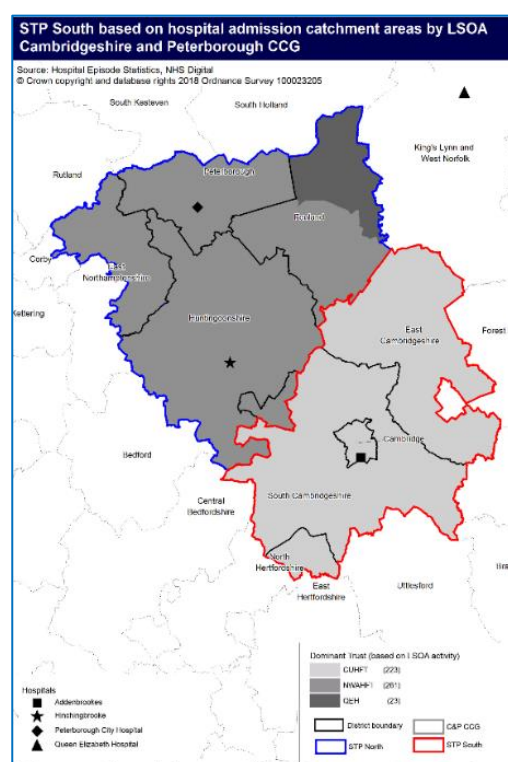 STP South based on hospital admission catchment areas by LSOA
Cambridgeshire and Peterborough CCG
Source: Hospital Episode Statistics, NHS Digital
© Crown copyright and database rights 2018 Ordnance Survey 100023205
South Kesteven
South Holland
King's Lynn and
West Norfolk
Rutland
Peterborough
Fenland
Corby
East
Northamptonshire
Kettering
Huntingdonshire
East
Cambridgeshire
Forest
Cambridge
Bedford
South Cambridgeshire
Central
Bedfordshire
North
Hertfordshire
East
Hertfordshire
Uttlesford
Bra
Dominant Trust (based on LSOA activity)
CUHFT (223)
NWAHFT (261)
QEH (23)
District boundary
C&P CCG
STP North
STP South
Hospitals
Addenbrookes
Hinchingbrooke
Peterborough City Hospital
Queen Elizabeth Hospital